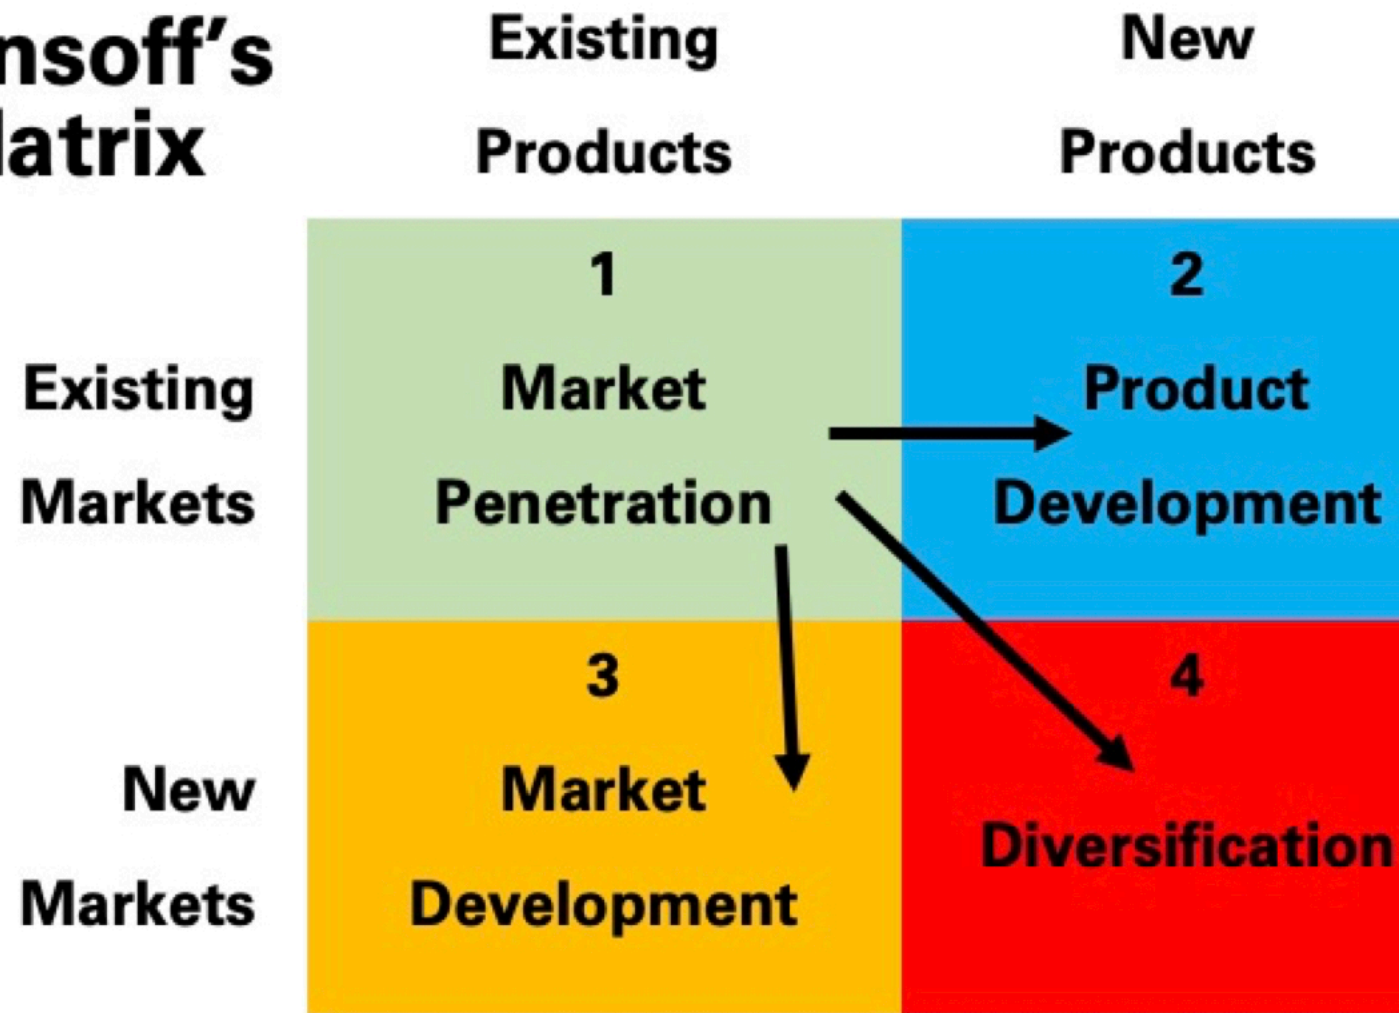 nsoff's
latrix
Existing
Products
New
Products
Existing
Markets
1
Market
Penetration
2
Product
Development
New
Markets
3
Market
Development
4
Diversification